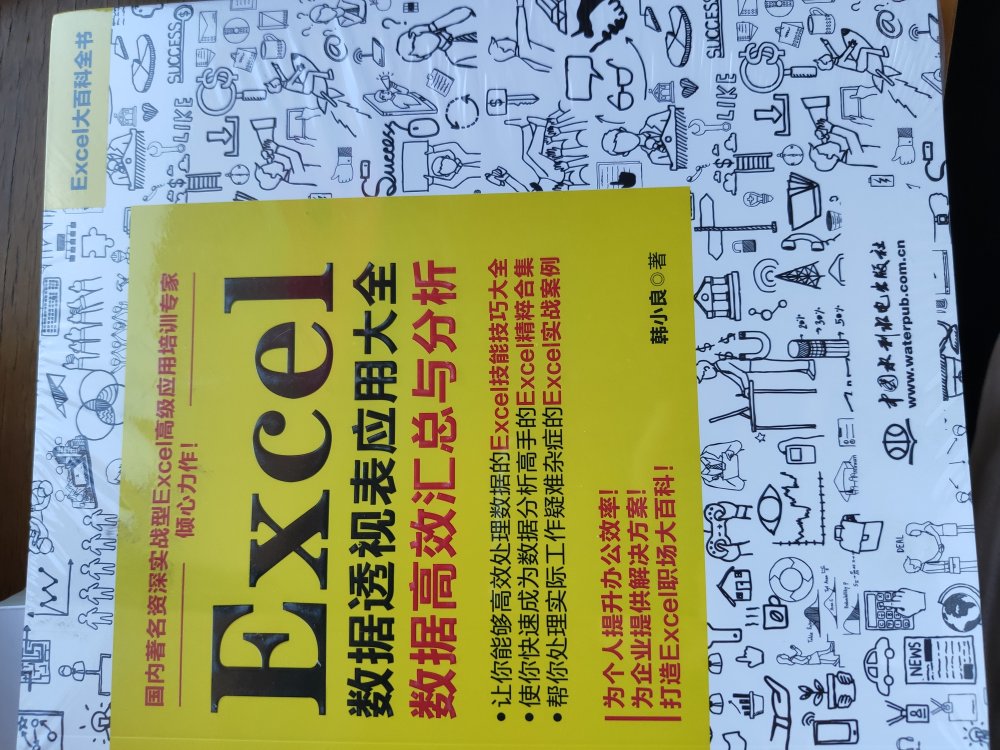 Excel大百科全书
国内著名资深实战型Excel高级应用培训专家
倾心力作！
Excel
数据透视表应用大全
数据高效汇总与分析
•让你能够高效处理数据的Excel技能技巧大全
•使你快速成为数据分析高手的Excel精粹合集
•帮你处理实际工作疑难杂症的Excel实战案例
为个人提升办公效率！
为企业提供解决方案！
打造Excel职场大百科！
韩小良◎著
中国水利水电出版社
www.waterpub.com.cn
SUCCESS
LIKE
Success
SUCCESS
LIKE
20%
30%
50%
DEAL
NEWS